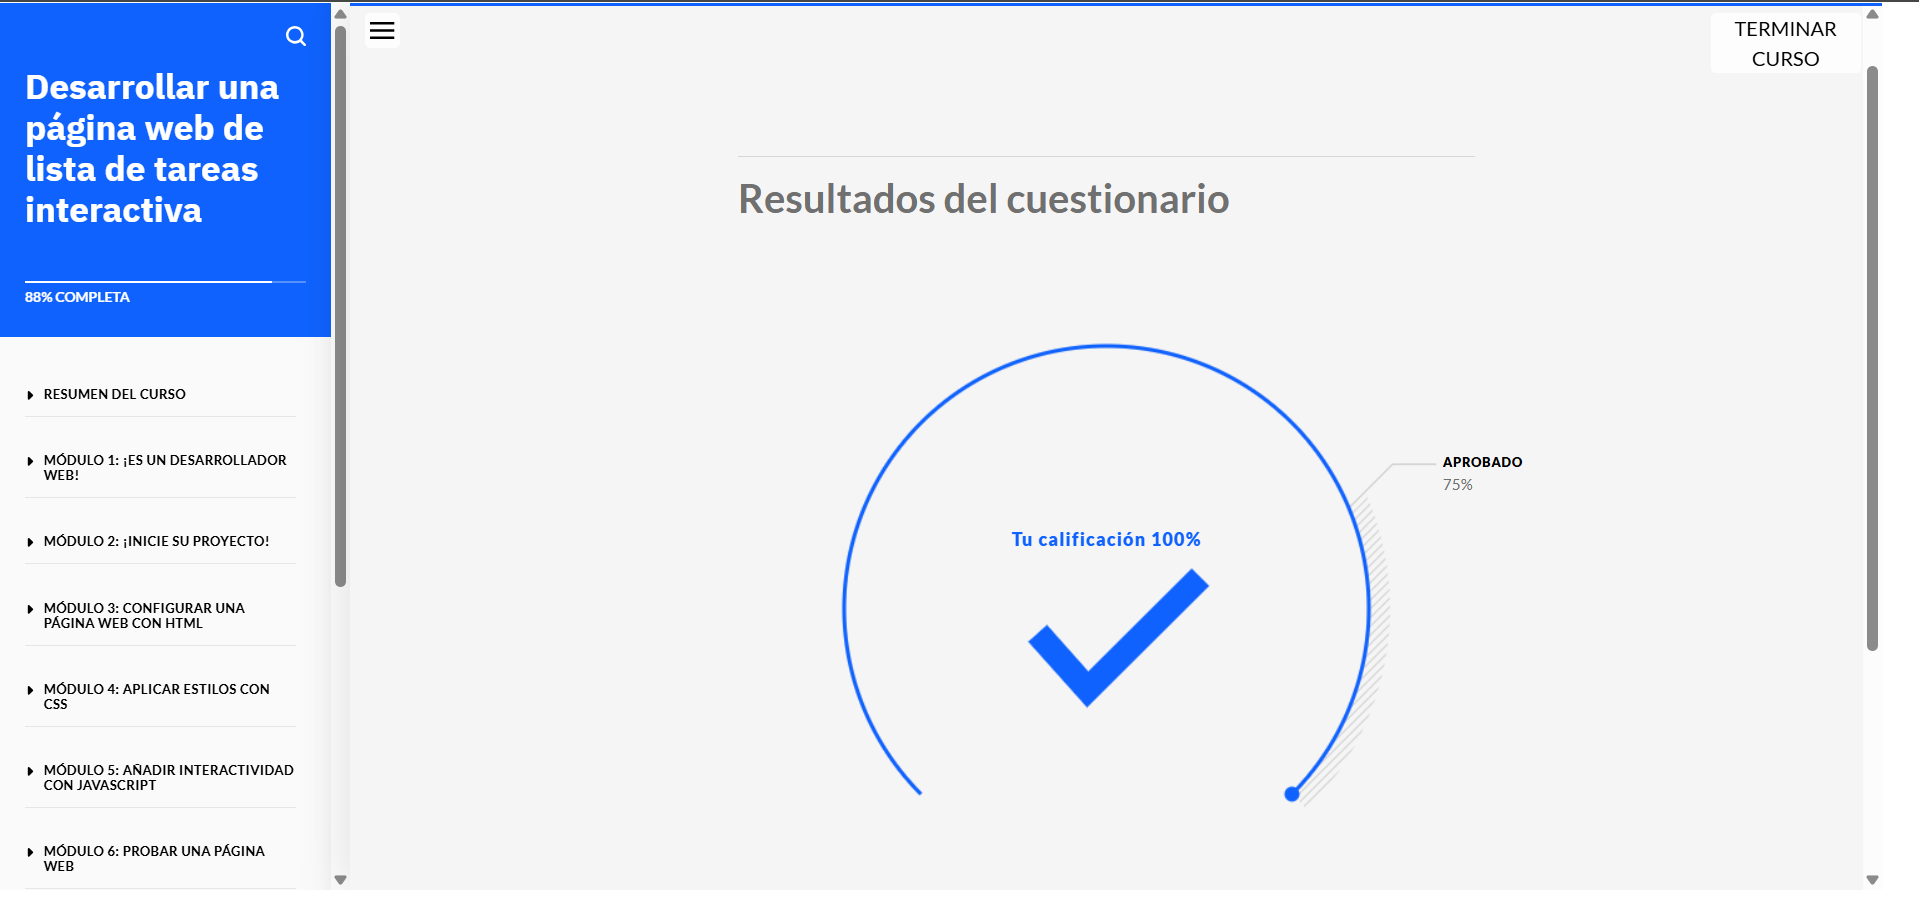 Desarrollar una
página web de
lista de tareas
interactiva
88% COMPLETA
RESUMEN DEL CURSO
MÓDULO 1: ¡ES UN DESARROLLADOR
WEB!
MÓDULO 2: ¡INICIE SU PROYECTO!
MÓDULO 3: CONFIGURAR UNA
PÁGINA WEB CON HTML
MÓDULO 4: APLICAR ESTILOS CON
CSS
MÓDULO 5: AÑADIR INTERACTIVIDAD
CON JAVASCRIPT
MÓDULO 6: PROBAR UNA PÁGINA
WEB
TERMINAR
CURSO
Resultados del cuestionario
APROBADO
75%
Tu calificación 100%